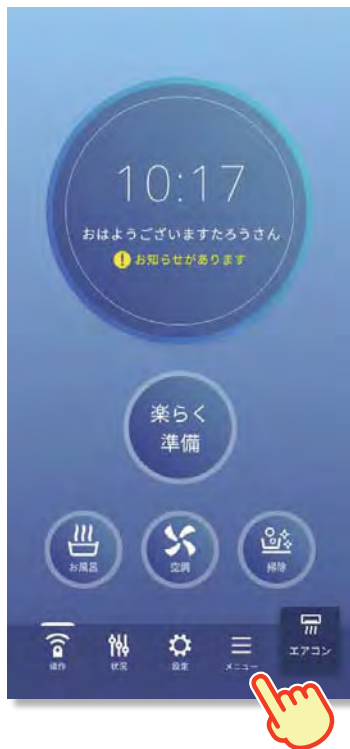 10:17
おはようございますたろうさん
! お知らせがあります
楽らく
準備
お風呂
空調
掃除
操作
状況
設定
メニュー
エアコン